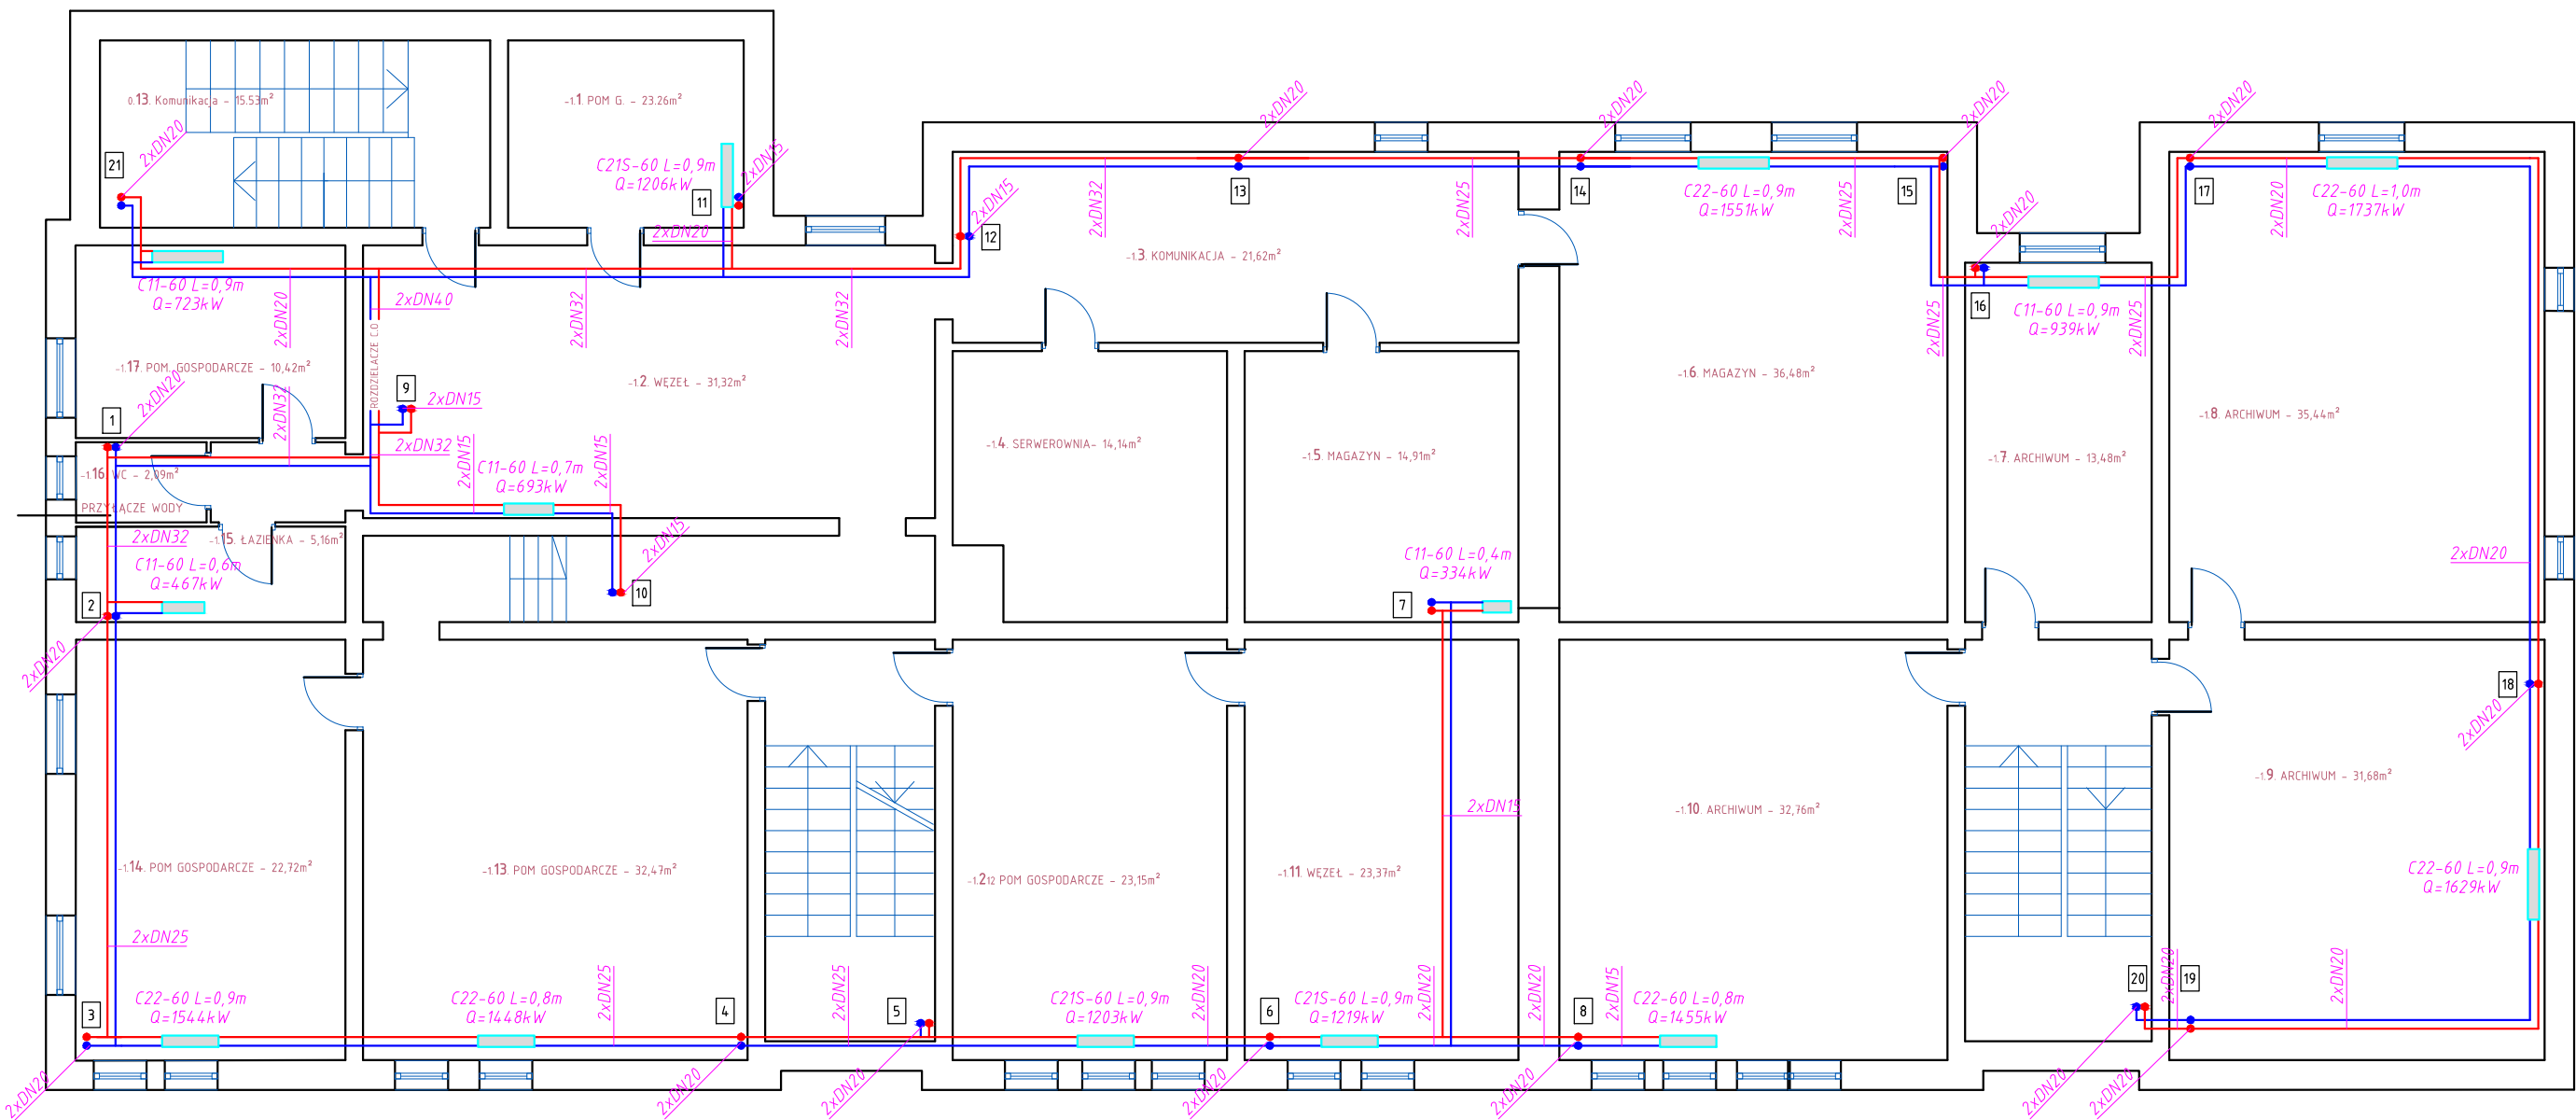 0.13. Komunikacja - 15.53m²
-1.1. POM G. - 23.26m²
2xDN20
21
C21S-60 L=0,9m
Q=1206kW
11
2xDN15
2xDN20
2xDN15
12
2xDN32
2xDN20
13
2xDN25
2xDN20
14
C22-60 L=0,9m
Q=1551kW
2xDN25
15
2xDN20
2xDN20
16
2xDN20
17
2xDN20
C22-60 L=1,0m
Q=1737kW
C11-60 L=0,9m
Q=723kW
2xDN20
2xDN40
2xDN32
2xDN32
-1.3. KOMUNIKACJA - 21,62m²
2xDN25
C11-60 L=0,9m
Q=939kW
2xDN25
ROZDZIELACZE C.O
-1.17. POM. GOSPODARCZE - 10,42m²
2xDN20
1
2xDN32
9
2xDN15
-1.2. WĘZEŁ - 31,32m²
-1.6. MAGAZYN - 36,48m²
-1.8. ARCHIWUM - 35,44m²
2xDN32
2xDN15
C11-60 L=0,7m
Q=693kW
2xDN15
-1.4. SERWEROWNIA- 14,14m²
-1.5. MAGAZYN - 14,91m²
-1.7. ARCHIWUM - 13,48m²
-1.16. WC - 2,09m²
PRZYŁĄCZE WODY
2xDN32
-1.15. ŁAZIENKA - 5,16m²
C11-60 L=0,6m
Q=467kW
2
2xDN20
2xDN15
10
C11-60 L=0,4m
Q=334kW
7
2xDN20
18
2xDN20
-1.9. ARCHIWUM - 31,68m²
2xDN15
-1.10. ARCHIWUM - 32,76m²
-1.14. POM GOSPODARCZE - 22,72m²
-1.13. POM GOSPODARCZE - 32,47m²
-1.212 POM GOSPODARCZE - 23,15m²
-1.11. WĘZEŁ - 23,37m²
C22-60 L=0,9m
Q=1629kW
2xDN25
3
C22-60 L=0,9m
Q=1544kW
2xDN20
C22-60 L=0,8m
Q=1448kW
2xDN25
4
2xDN20
2xDN25
5
2xDN20
C21S-60 L=0,9m
Q=1203kW
2xDN20
6
2xDN20
C21S-60 L=0,9m
Q=1219kW
2xDN20
2xDN20
8
2xDN20
2xDN15
C22-60 L=0,8m
Q=1455kW
20
2xDN20
2xDN20
19
2xDN20
2xDN20